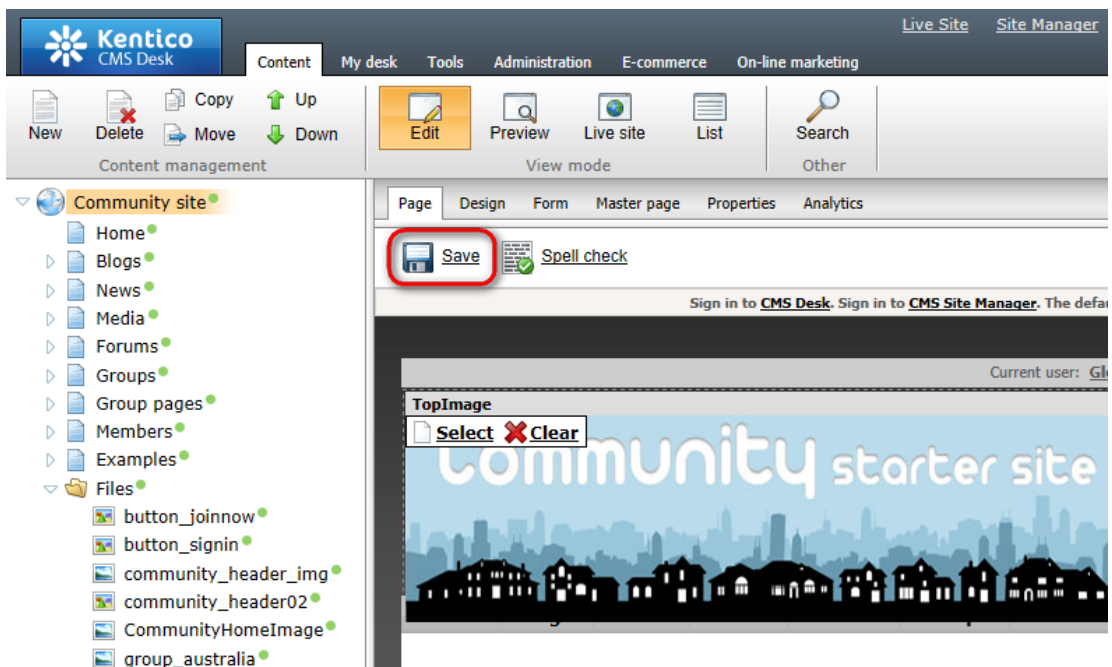 Live Site Site Manager
Kentico
CMS Desk
Content My desk Tools Administration E-commerce On-line marketing
New Delete Copy Move Up Down
Content management
Edit Preview Live site List
View mode
Search
Other
Community site
Home
Blogs
News
Media
Forums
Groups
Group pages
Members
Examples
Files
button_joinnow
button_signin
community_header_img
community_header02
CommunityHomeImage
group_australia
Page Design Form Master page Properties Analytics
Save Spell check
Sign in to CMS Desk. Sign in to CMS Site Manager. The defa
Current user: Gl
TopImage
Select Clear
community starter site